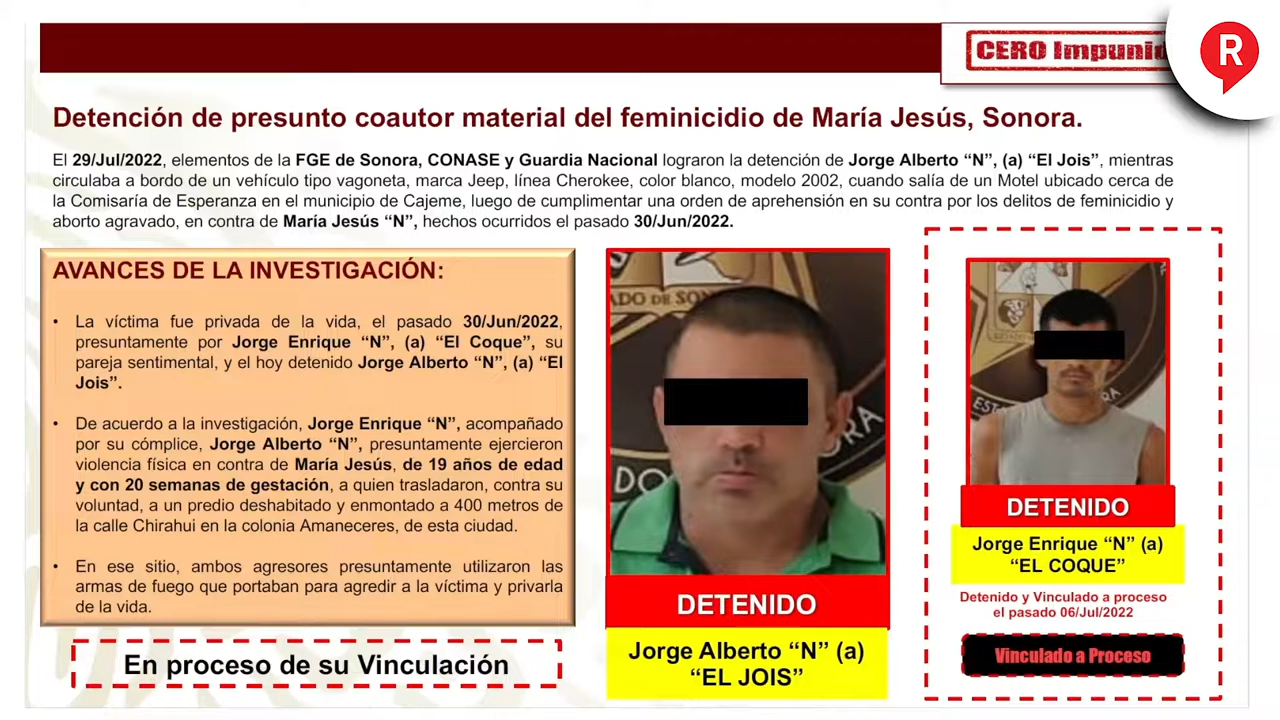 CERO Impunid
R
Detención de presunto coautor material del feminicidio de María Jesús, Sonora.
El 29/Jul/2022, elementos de la FGE de Sonora, CONASE y Guardia Nacional lograron la detención de Jorge Alberto “N”, (a) “El Jois”, mientras
circulaba a bordo de un vehículo tipo vagoneta, marca Jeep, línea Cherokee, color blanco, modelo 2002, cuando salía de un Motel ubicado cerca de
la Comisaría de Esperanza en el municipio de Cajeme, luego de cumplimentar una orden de aprehensión en su contra por los delitos de feminicidio y
aborto agravado, en contra de María Jesús “N”, hechos ocurridos el pasado 30/Jun/2022.
AVANCES DE LA INVESTIGACIÓN:
• La víctima fue privada de la vida, el pasado 30/Jun/2022,
presuntamente por Jorge Enrique “N”, (a) “El Coque”, su
pareja sentimental, y el hoy detenido Jorge Alberto “N”, (a) “El
Jois”.
• De acuerdo a la investigación, Jorge Enrique “N”, acompañado
por su cómplice, Jorge Alberto “N”, presuntamente ejercieron
violencia física en contra de María Jesús, de 19 años de edad
y con 20 semanas de gestación, a quien trasladaron, contra su
voluntad, a un predio deshabitado y enmontado a 400 metros de
la calle Chirahui en la colonia Amaneceres, de esta ciudad.
• En ese sitio, ambos agresores presuntamente utilizaron las
armas de fuego que portaban para agredir a la víctima y privarla
de la vida.
En proceso de su Vinculación
ADO DE SON
DO
ORA
DETENIDO
Jorge Alberto “N” (a)
“EL JOIS”
ESTA
RA
DETENIDO
Jorge Enrique “N” (a)
“EL COQUE”
Detenido y Vinculado a proceso
el pasado 06/Jul/2022
Vinculado a Proceso